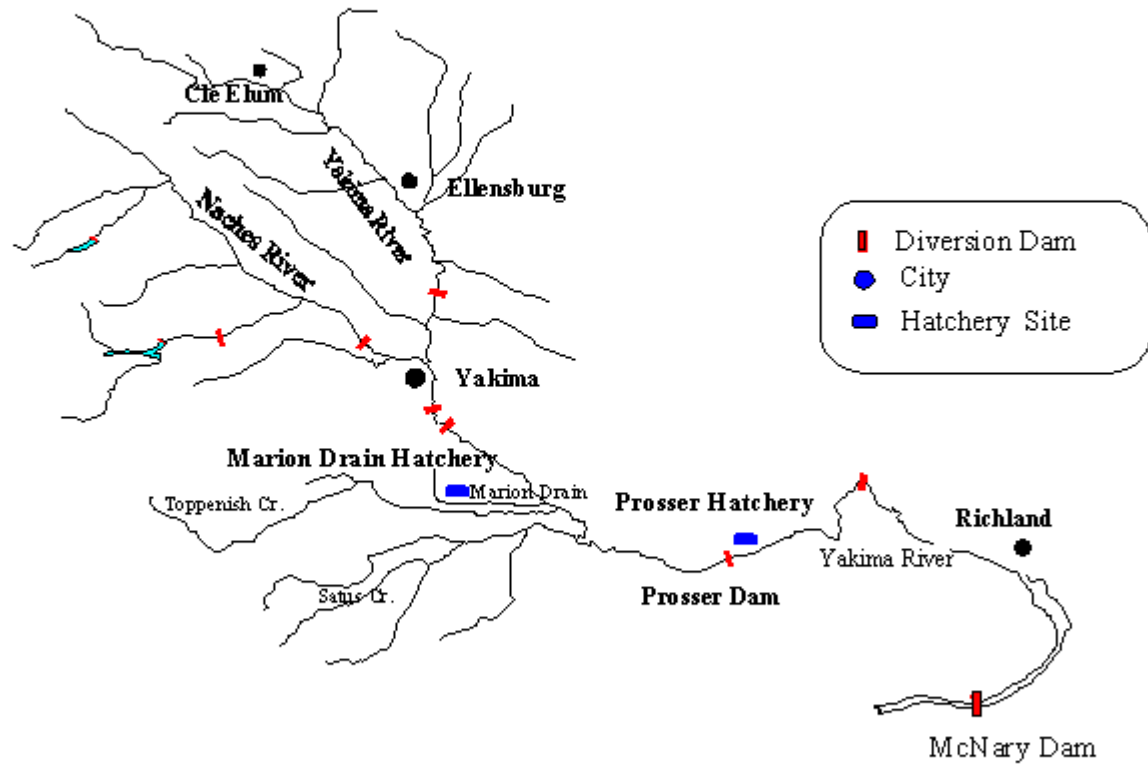 Cle Elum
Yakima River
Ellensburg
Naches River
Diversion Dam
City
Hatchery Site
Yakima
Marion Drain Hatchery
Marion Drain
Toppenish Cr.
Prosser Hatchery
Richland
Yakima River
Satus Cr.
Prosser Dam
McNary Dam